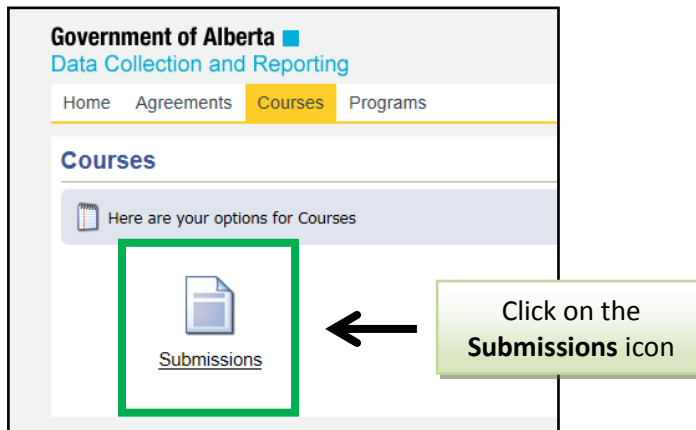 Government of Alberta
Data Collection and Reporting
Home Agreements Courses Programs
Courses
Here are your options for Courses
Submissions
Click on the
Submissions icon